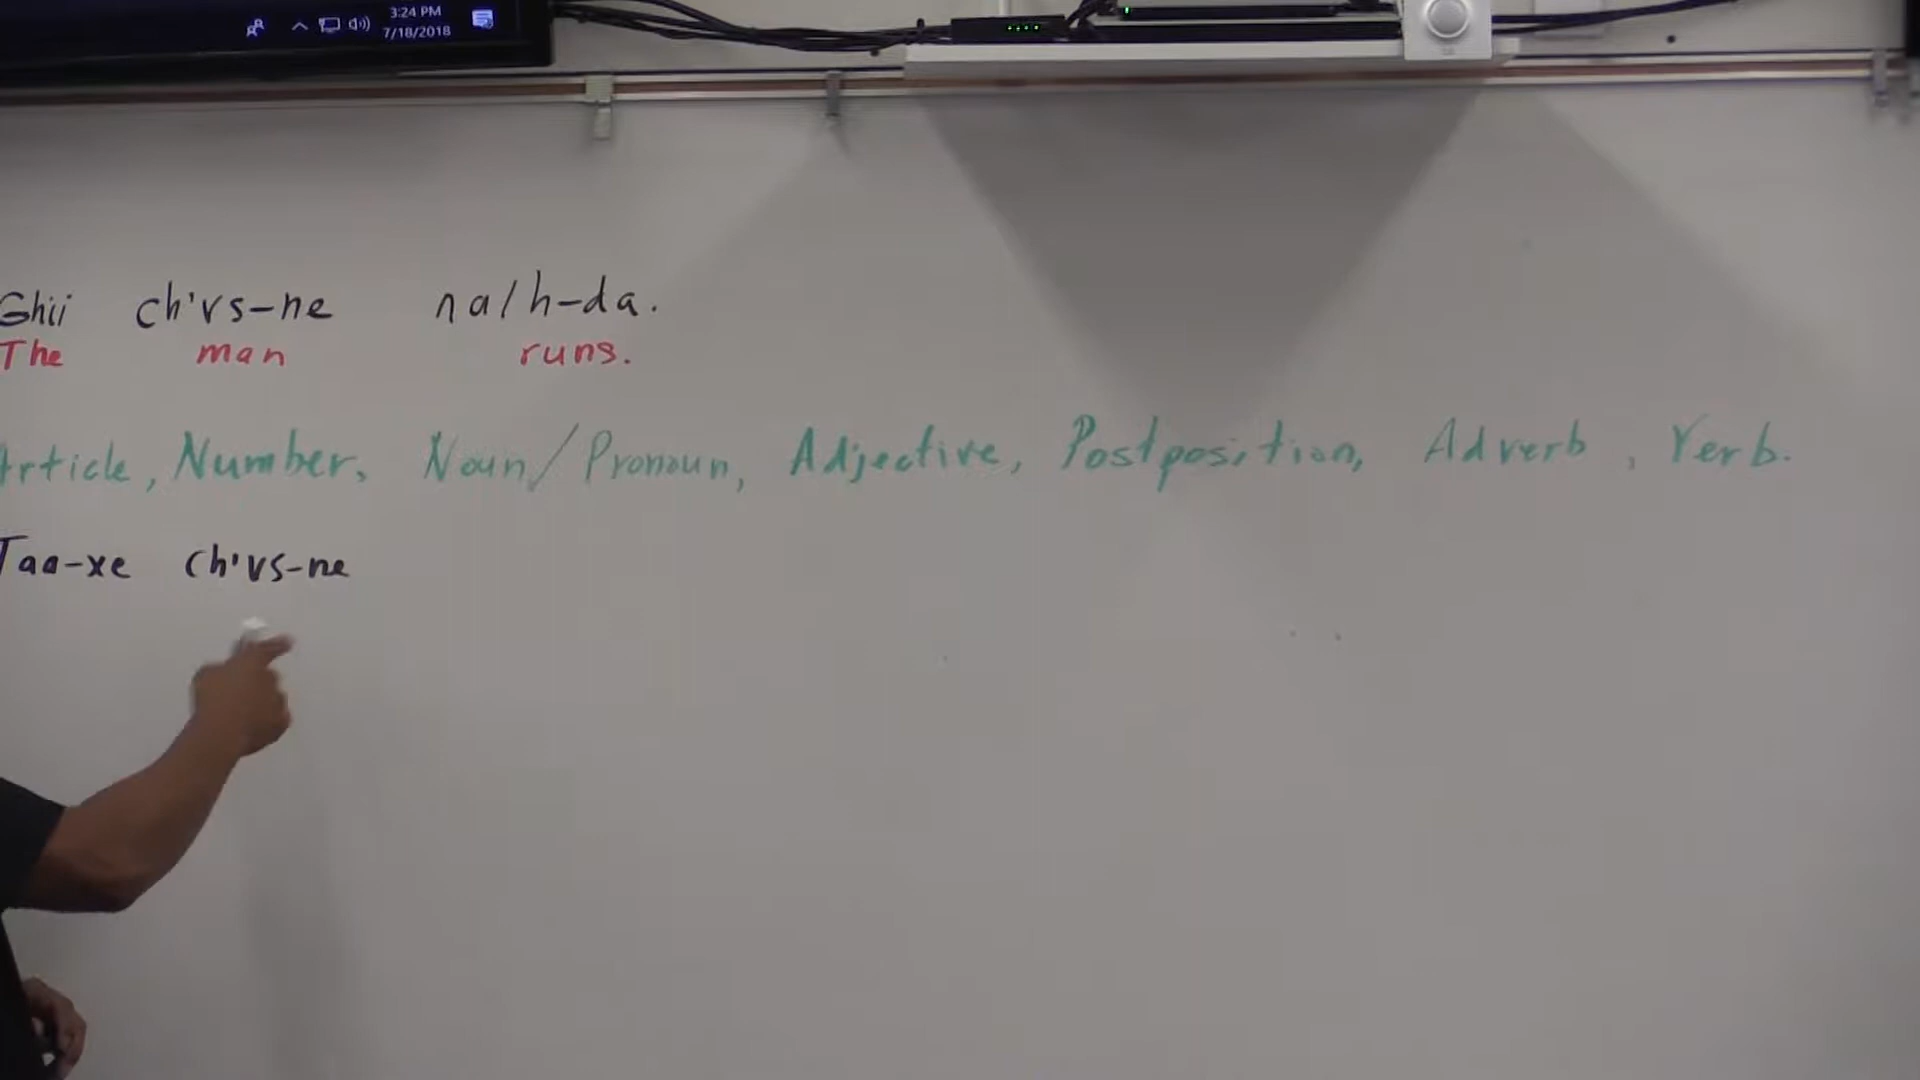 3:24 PM
7/18/2018
Ghii ch'vs-ne na/h-da.
The man runs.
Article, Number, Noun/Pronoun, Adjective, Postposition, Adverb, Verb.
Taa-xe ch'vs-ne